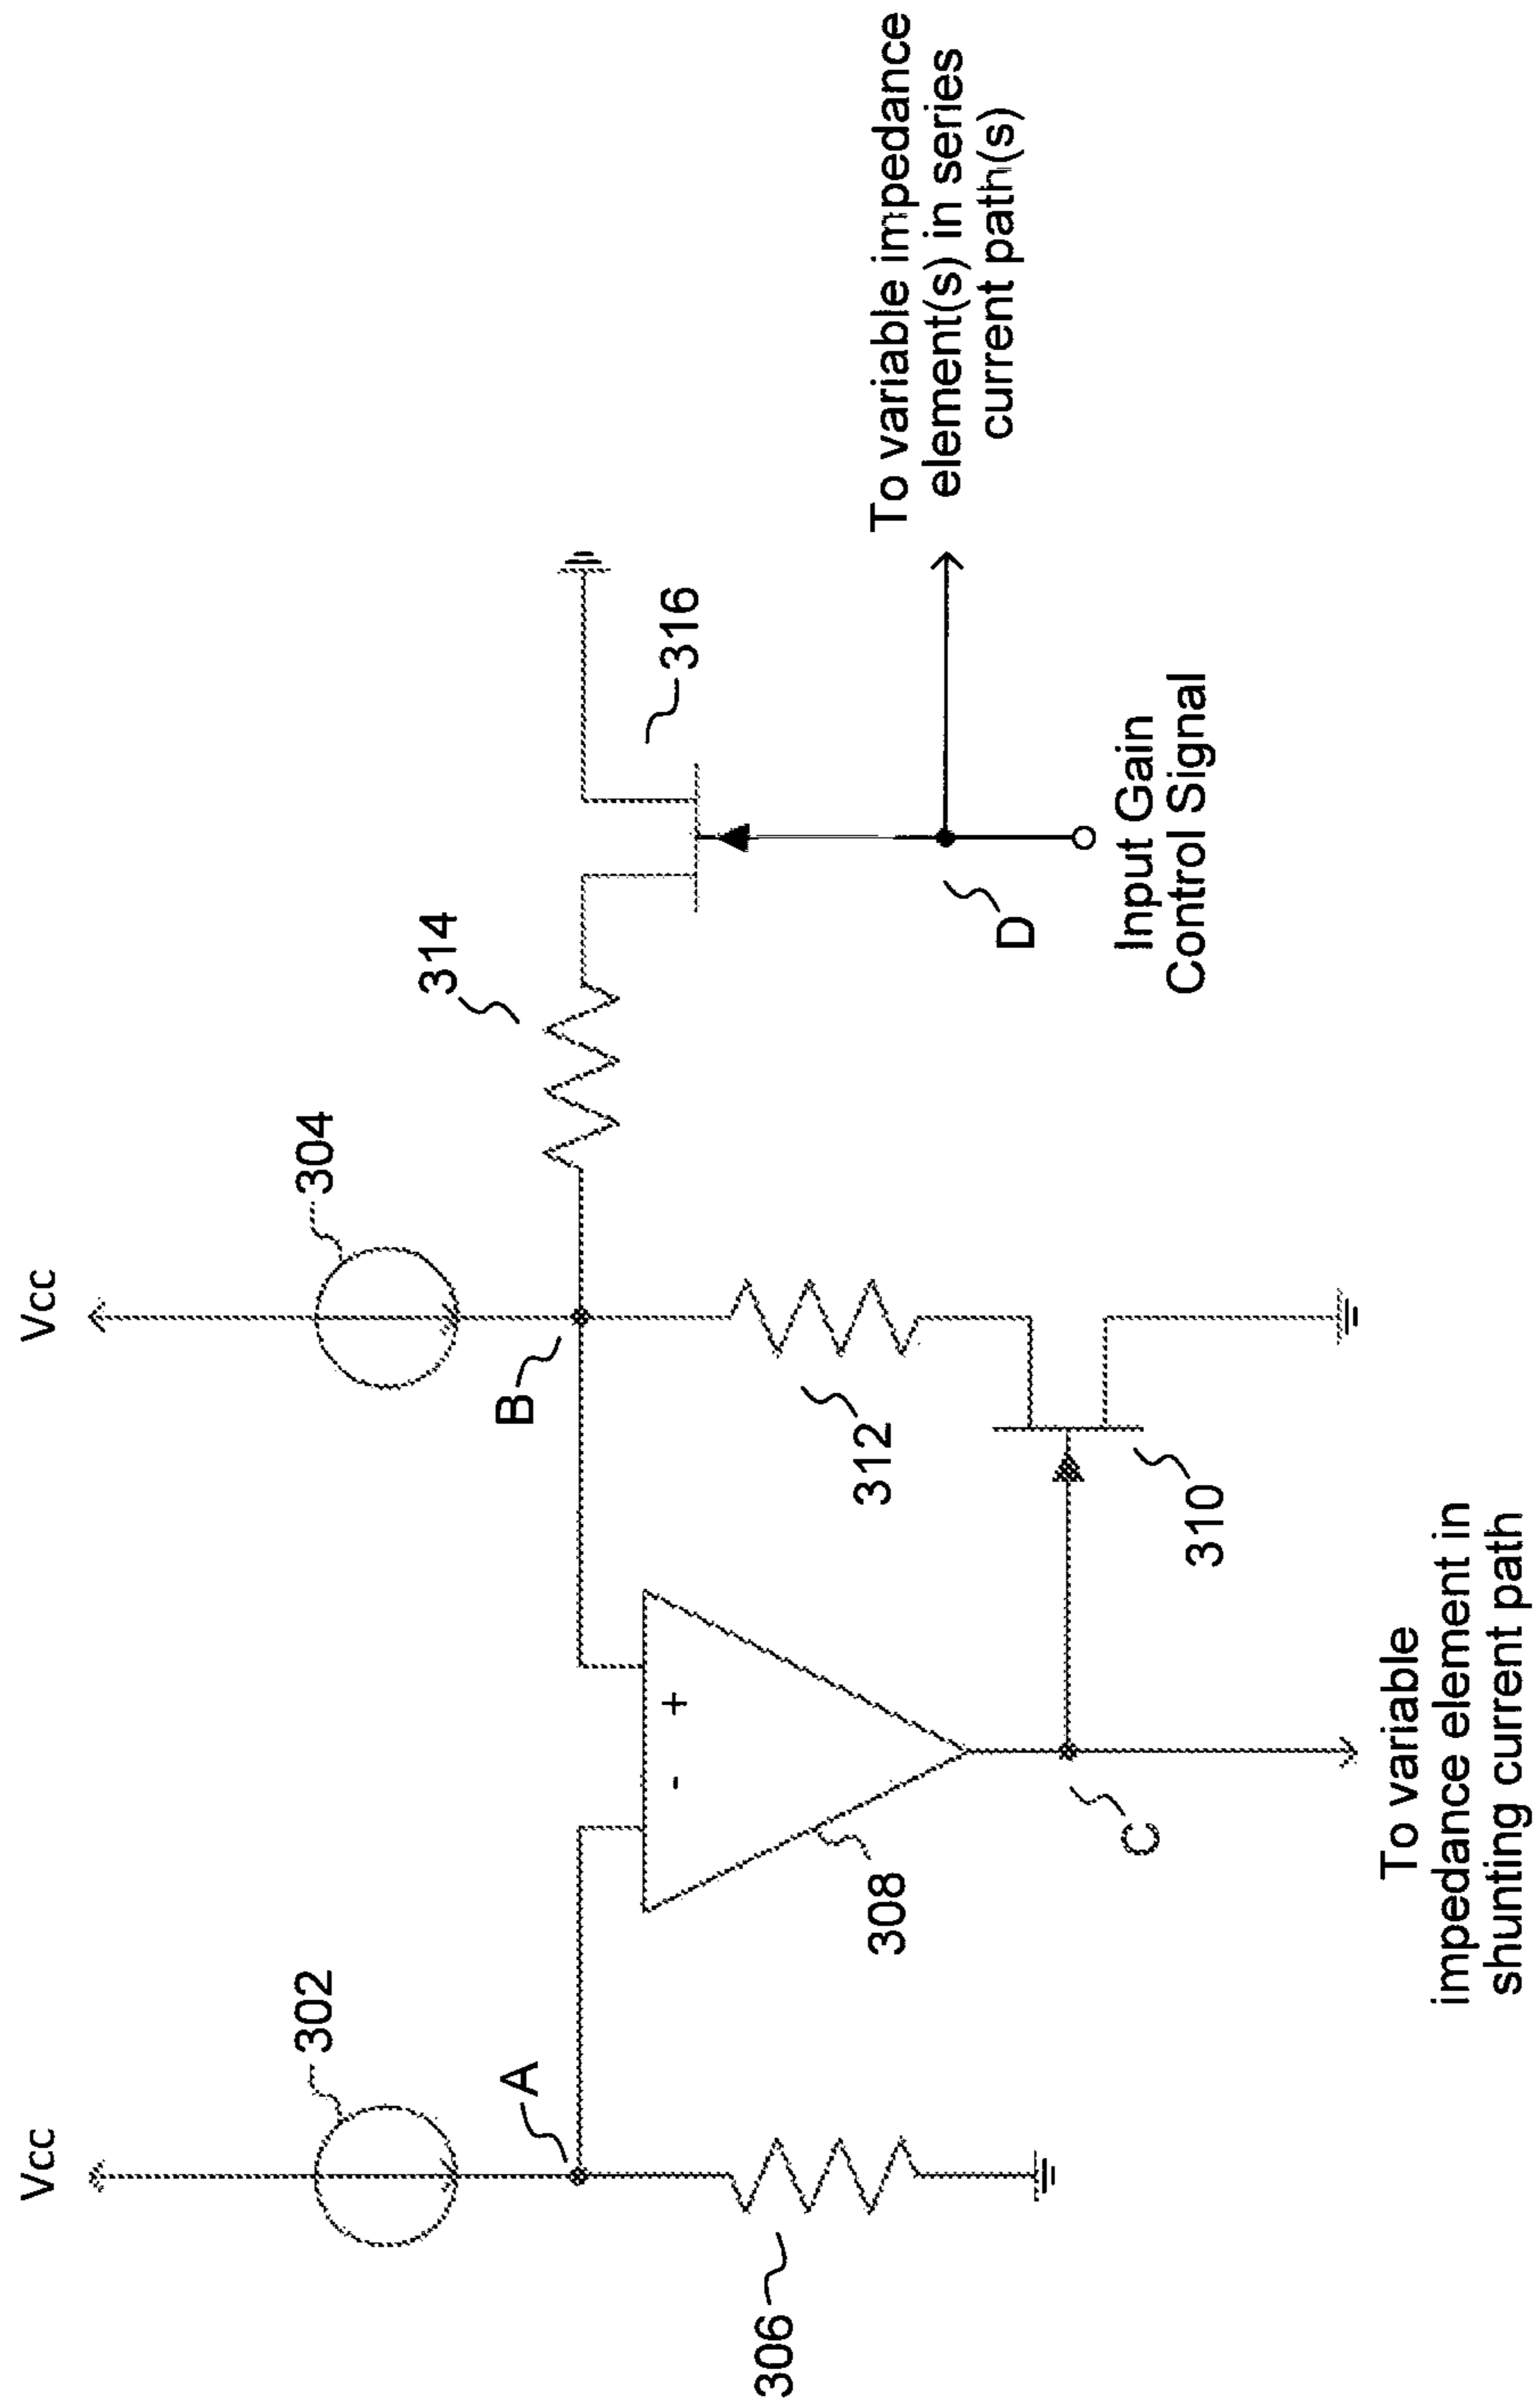 Vcc
Vcc
302
304
A
B
314
306
- +
308
312
316
310
C
D
To variable impedance
element(s) in series
current path(s)
Input Gain
Control Signal
To variable
impedance element in
shunting current path